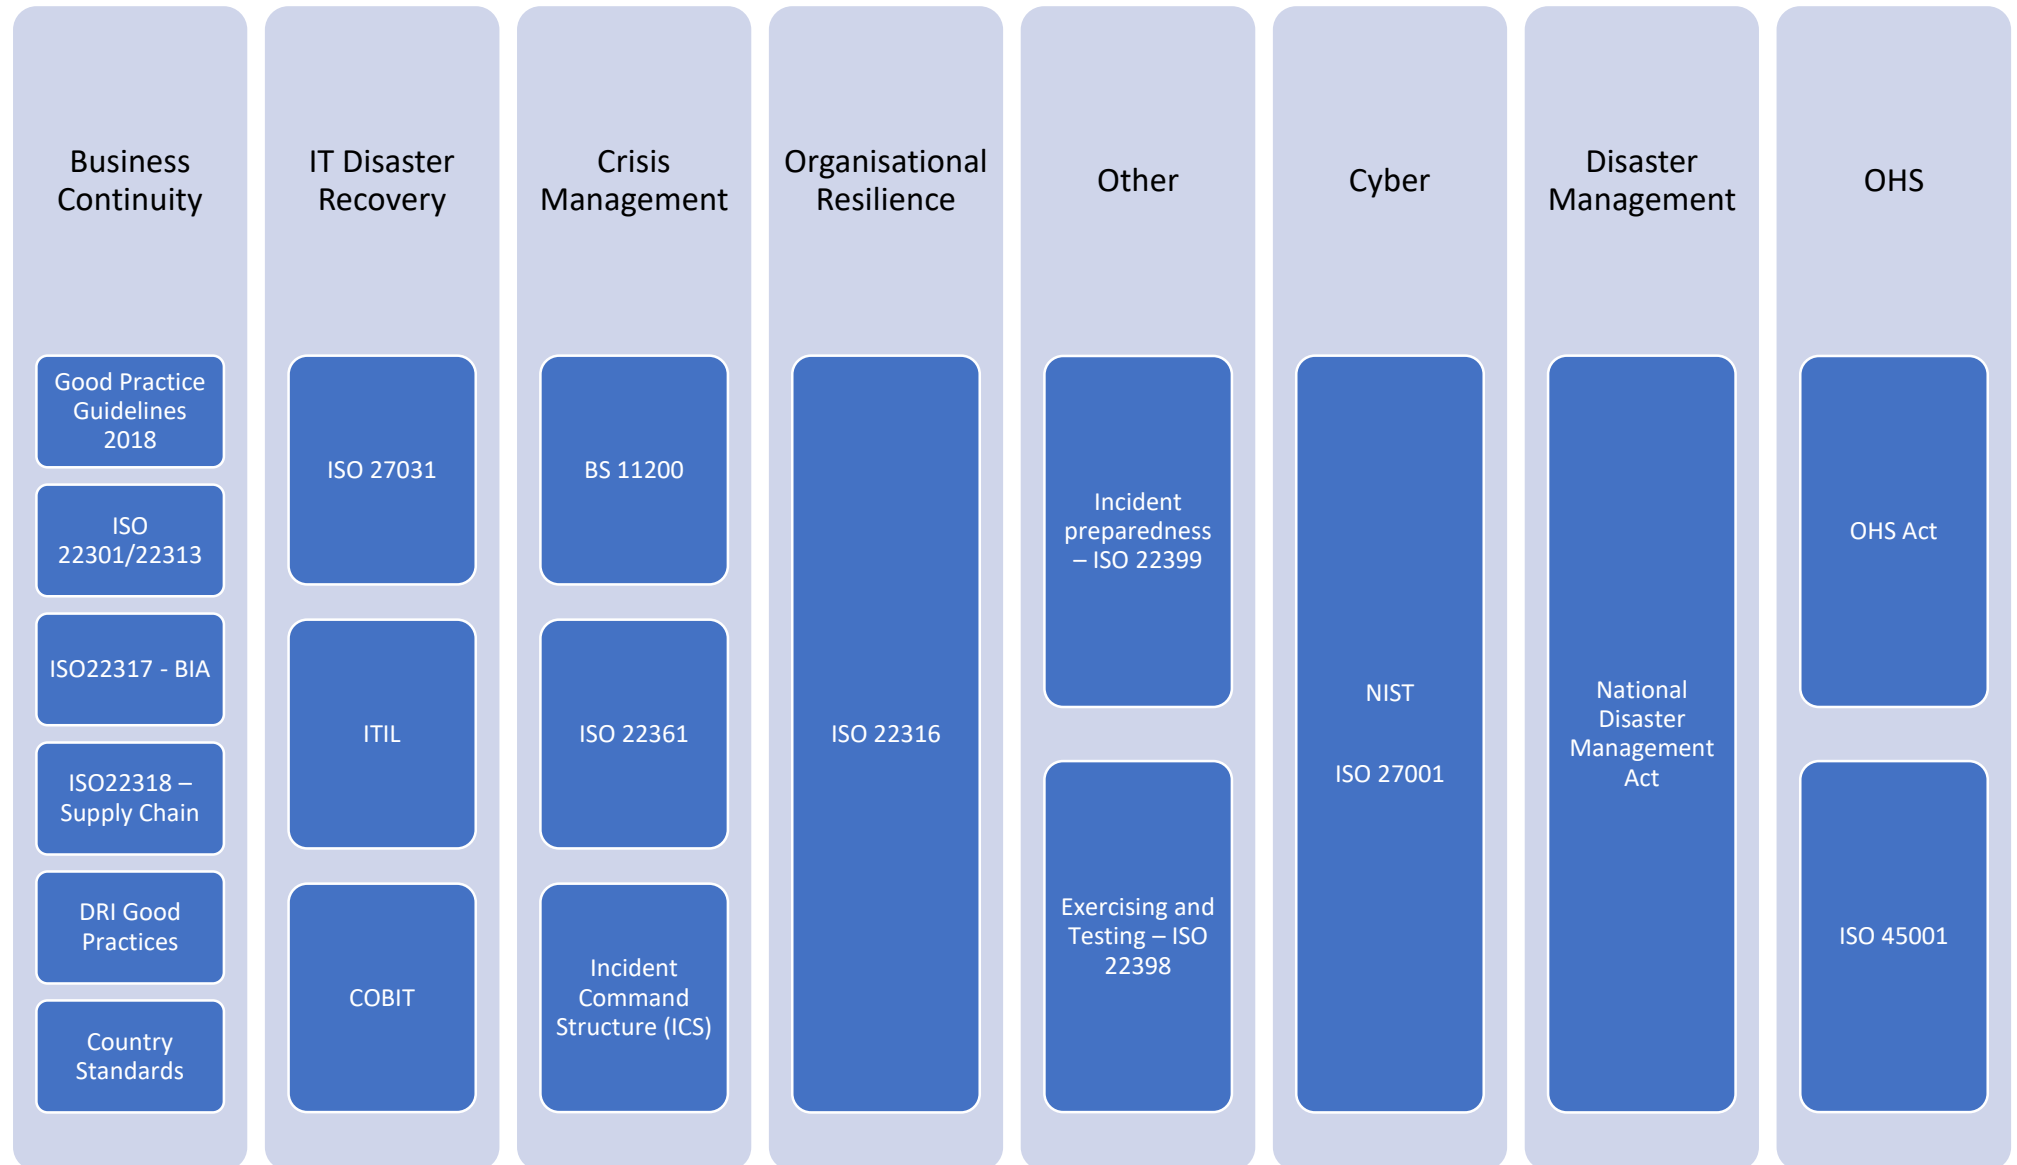 Business
Continuity
Good Practice
Guidelines
2018
ISO
22301/22313
ISO22317 - BIA
ISO22318 –
Supply Chain
DRI Good
Practices
Country
Standards
IT Disaster
Recovery
ISO 27031
ITIL
COBIT
Crisis
Management
BS 11200
ISO 22361
Incident
Command
Structure (ICS)
Organisational
Resilience
ISO 22316
Other
Incident
preparedness
– ISO 22399
Exercising and
Testing – ISO
22398
Cyber
NIST
ISO 27001
Disaster
Management
National
Disaster
Management
Act
OHS
OHS Act
ISO 45001